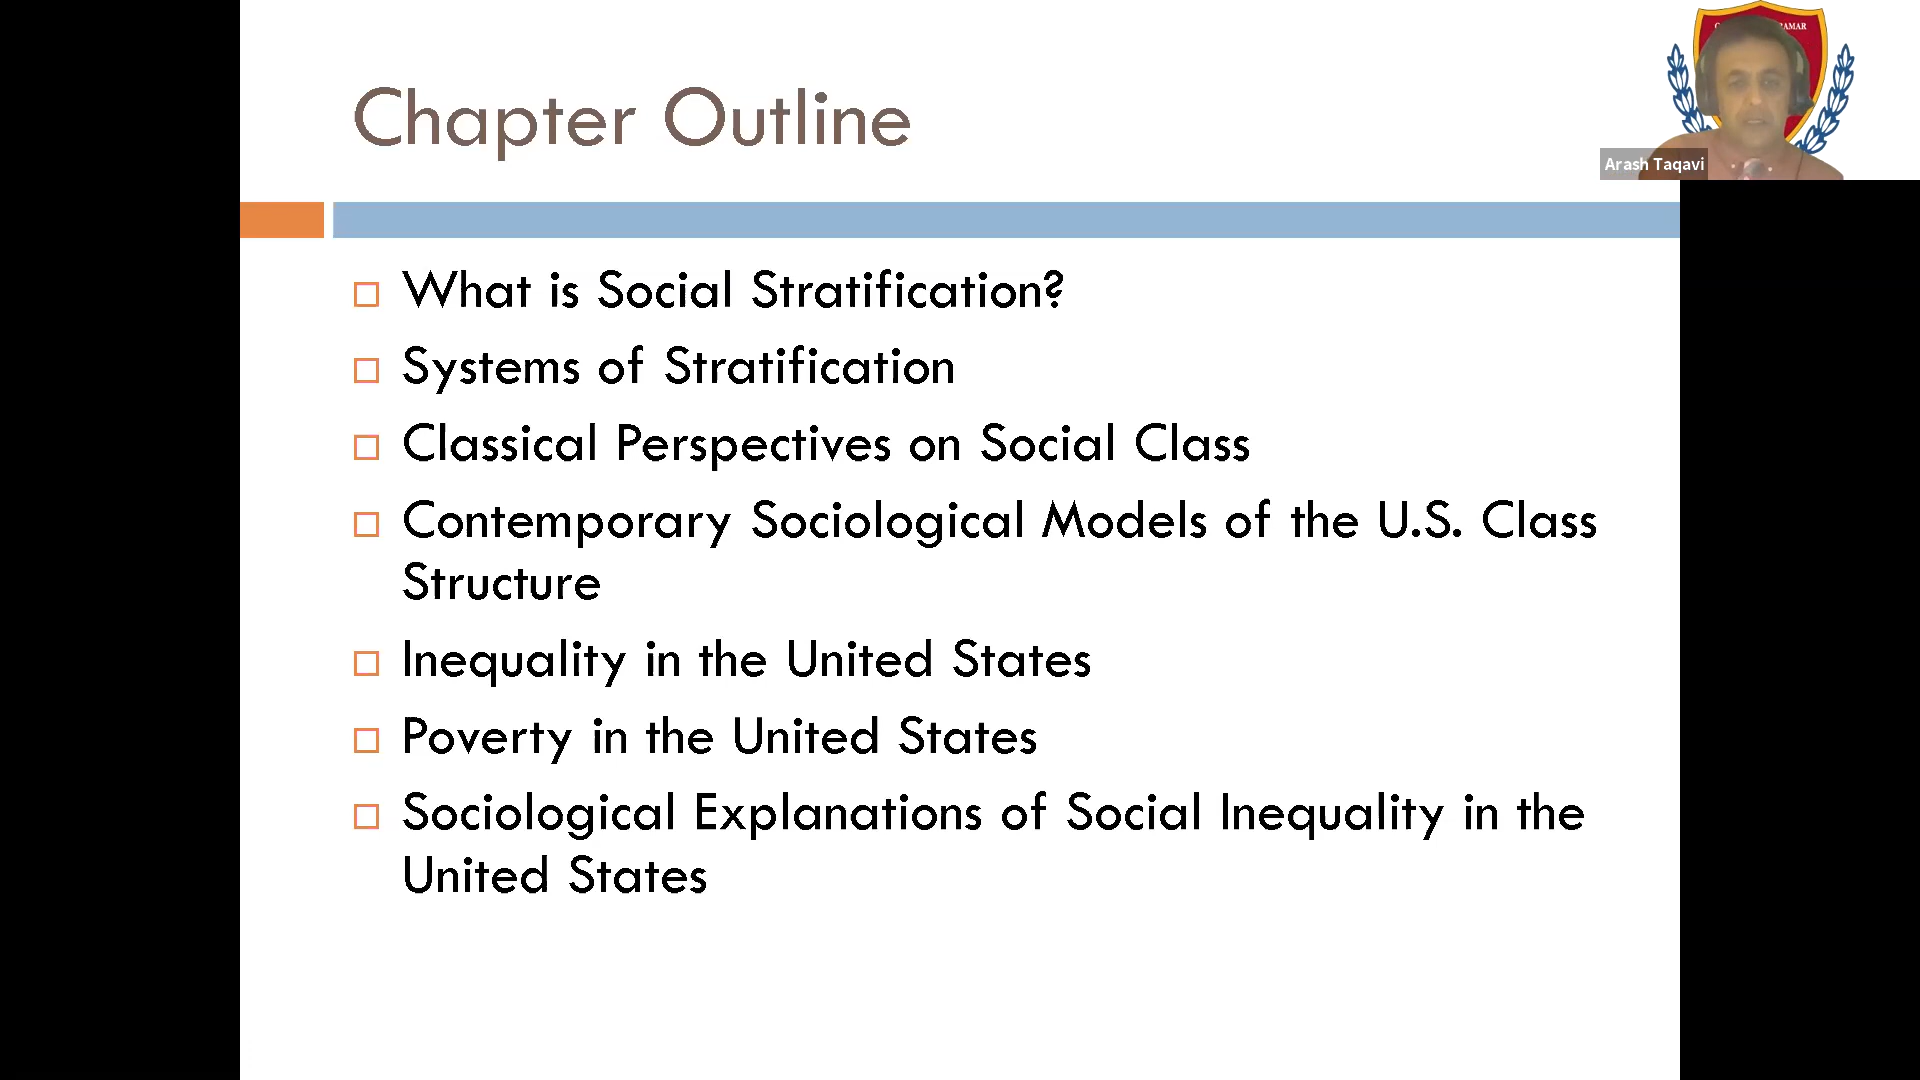 Chapter Outline
AMAR
Arash Taqavi
What is Social Stratification?
Systems of Stratification
Classical Perspectives on Social Class
Contemporary Sociological Models of the U.S. Class
Structure
Inequality in the United States
Poverty in the United States
Sociological Explanations of Social Inequality in the
United States